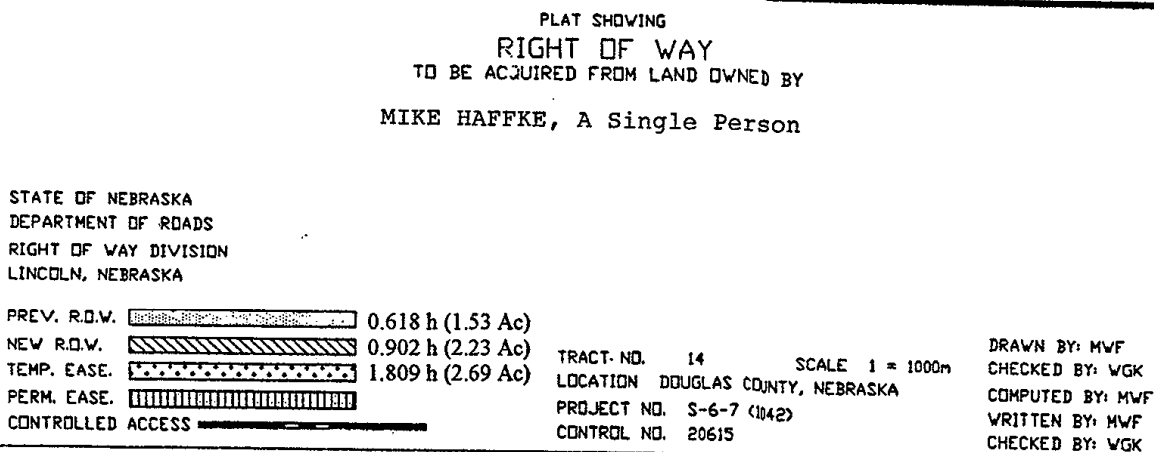 PLAT SHOWING
RIGHT OF WAY
TO BE ACQUIRED FROM LAND OWNED BY
MIKE HAFFKE, A Single Person
STATE OF NEBRASKA
DEPARTMENT OF ROADS
RIGHT OF WAY DIVISION
LINCOLN, NEBRASKA
PREV. R.O.W. 0.618 h (1.53 Ac)
NEW R.O.W. 0.902 h (2.23 Ac)
TEMP. EASE. 1.809 h (2.69 Ac)
PERM. EASE.
CONTROLLED ACCESS
TRACT. NO. 14 SCALE 1 = 1000m
LOCATION DOUGLAS COUNTY, NEBRASKA
PROJECT NO. S-6-7 (1042)
CONTROL NO. 20615
DRAWN BY: MWF
CHECKED BY: WGK
COMPUTED BY: MWF
WRITTEN BY: MWF
CHECKED BY: WGK